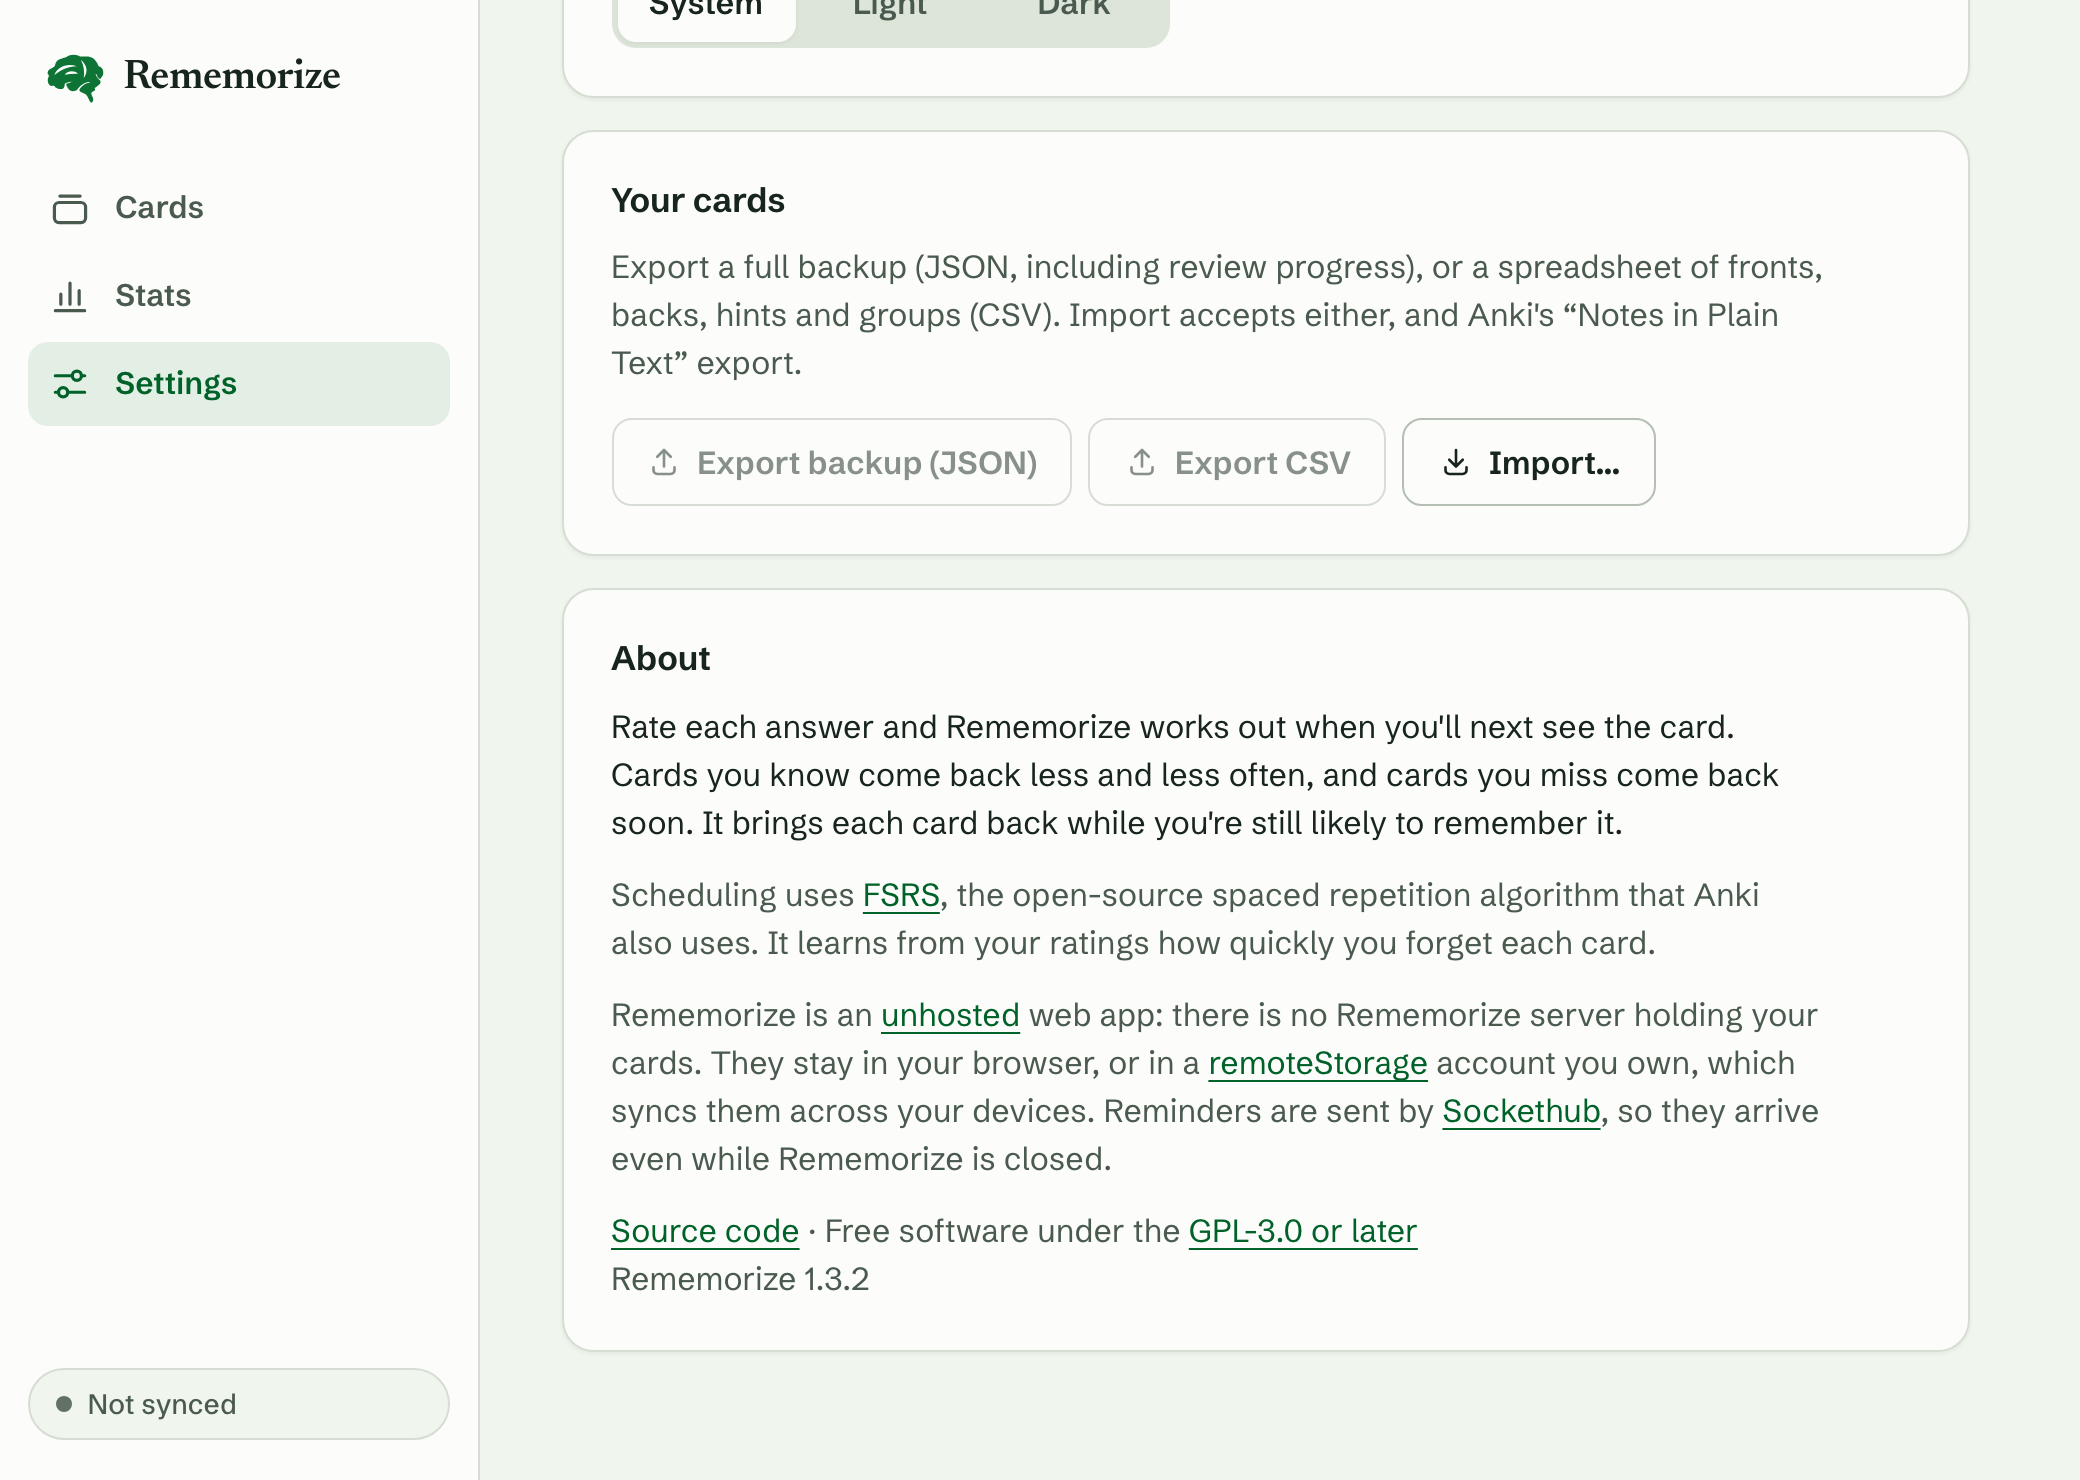 Rememorize
Cards
Stats
Settings
Not synced
System Light Dark
Your cards
Export a full backup (JSON, including review progress), or a spreadsheet of fronts,
backs, hints and groups (CSV). Import accepts either, and Anki's “Notes in Plain
Text” export.
Export backup (JSON) Export CSV Import...
About
Rate each answer and Rememorize works out when you'll next see the card.
Cards you know come back less and less often, and cards you miss come back
soon. It brings each card back while you're still likely to remember it.
Scheduling uses FSRS, the open-source spaced repetition algorithm that Anki
also uses. It learns from your ratings how quickly you forget each card.
Rememorize is an unhosted web app: there is no Rememorize server holding your
cards. They stay in your browser, or in a remoteStorage account you own, which
syncs them across your devices. Reminders are sent by Sockethub, so they arrive
even while Rememorize is closed.
Source code · Free software under the GPL-3.0 or later
Rememorize 1.3.2